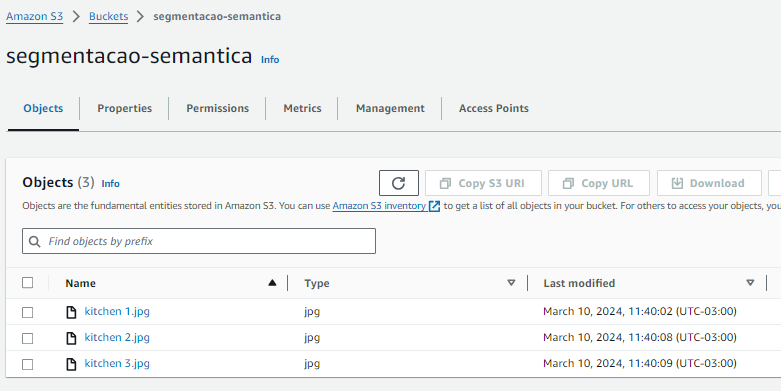 Amazon S3 > Buckets > segmentacao-semantica
segmentacao-semantica Info
Objects Properties Permissions Metrics Management Access Points
Objects (3) Info Copy S3 URI Copy URL Download
Objects are the fundamental entities stored in Amazon S3. You can use Amazon S3 inventory to get a list of all objects in your bucket. For others to access your objects, you
Find objects by prefix
Name Type Last modified
kitchen 1.jpg jpg March 10, 2024, 11:40:02 (UTC-03:00)
kitchen 2.jpg jpg March 10, 2024, 11:40:08 (UTC-03:00)
kitchen 3.jpg jpg March 10, 2024, 11:40:09 (UTC-03:00)